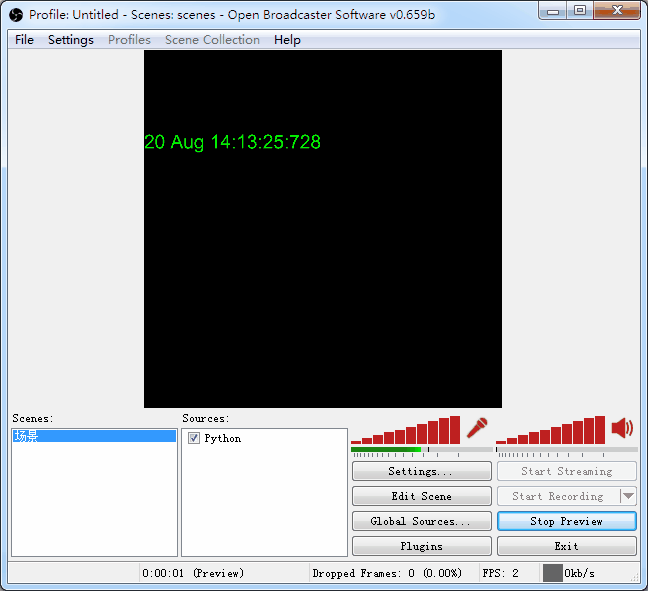 Profile: Untitled - Scenes: scenes - Open Broadcaster Software v0.659b
File Settings Profiles Scene Collection Help
20 Aug 14:13:25:728
Scenes:
Sources:
场景
Python
Settings...
Start Streaming
Edit Scene
Start Recording
Global Sources...
Stop Preview
Plugins
Exit
0:00:01 (Preview)
Dropped Frames: 0 (0.00%)
FPS: 2
0kb/s